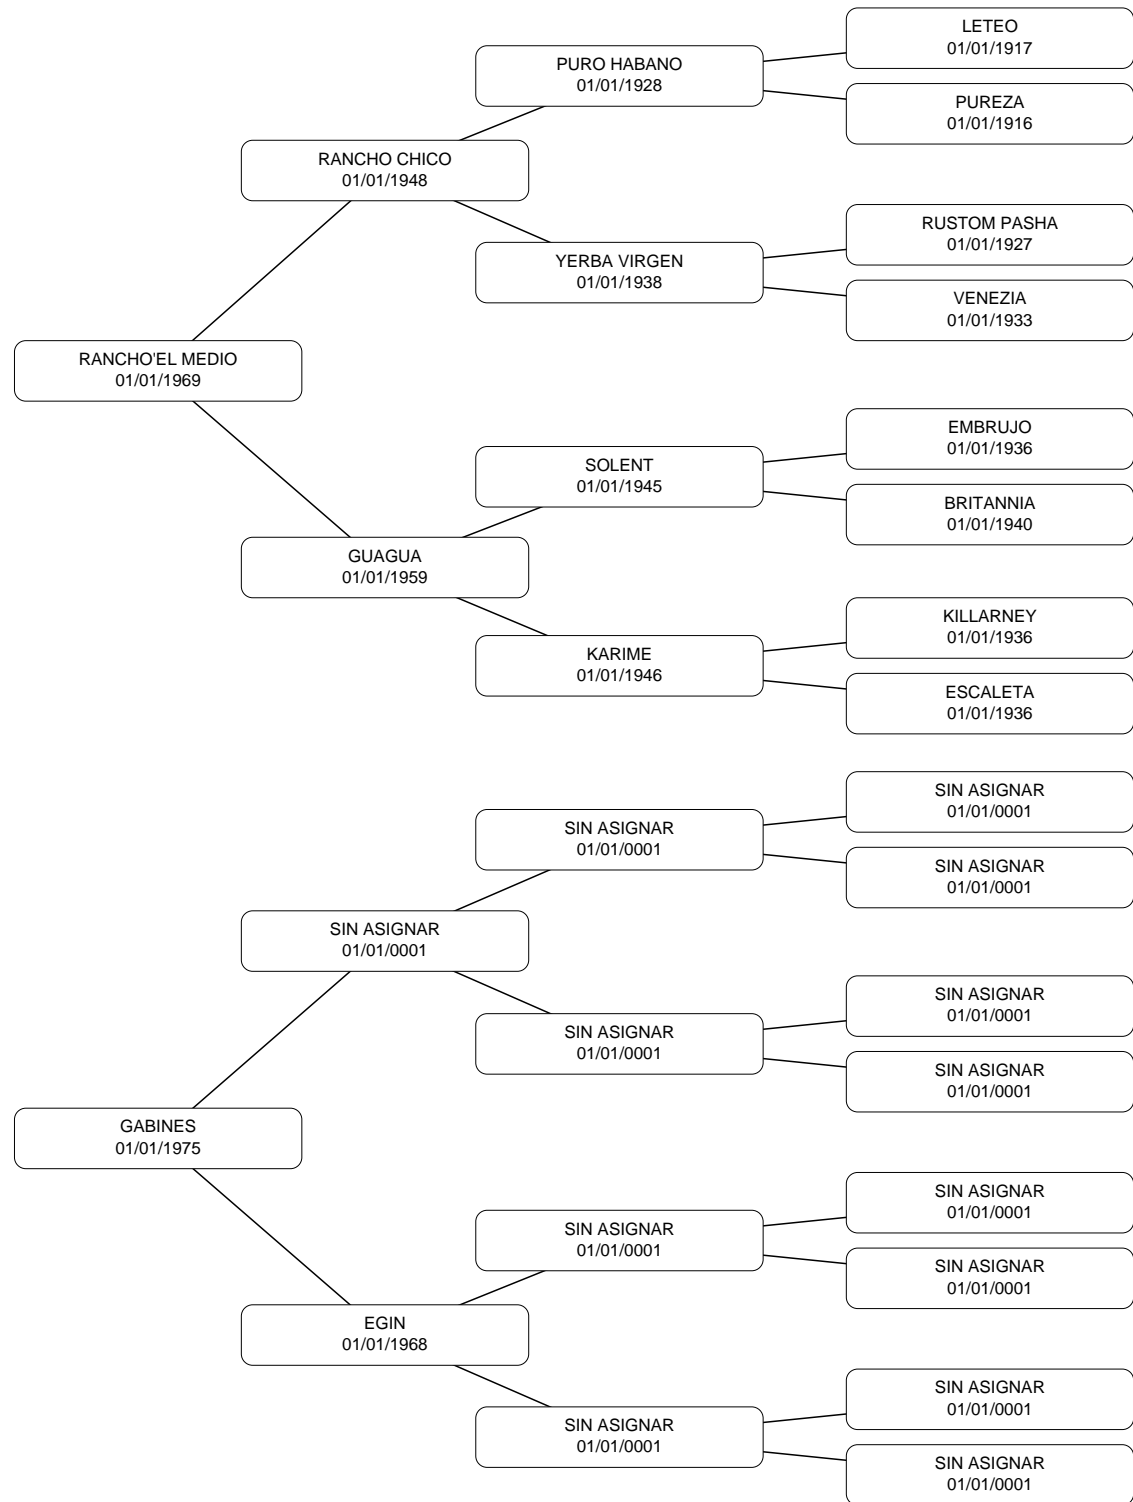 LETEO
01/01/1917
PURO HABANO
01/01/1928
PUREZA
01/01/1916
RANCHO CHICO
01/01/1948
RUSTOM PASHA
01/01/1927
YERBA VIRGEN
01/01/1938
VENEZIA
01/01/1933
RANCHO'EL MEDIO
01/01/1969
EMBRUJO
01/01/1936
SOLENT
01/01/1945
BRITANNIA
01/01/1940
GUAGUA
01/01/1959
KILLARNEY
01/01/1936
KARIME
01/01/1946
ESCALETA
01/01/1936
SIN ASIGNAR
01/01/0001
SIN ASIGNAR
01/01/0001
SIN ASIGNAR
01/01/0001
SIN ASIGNAR
01/01/0001
SIN ASIGNAR
01/01/0001
SIN ASIGNAR
01/01/0001
SIN ASIGNAR
01/01/0001
GABINES
01/01/1975
SIN ASIGNAR
01/01/0001
SIN ASIGNAR
01/01/0001
SIN ASIGNAR
01/01/0001
EGIN
01/01/1968
SIN ASIGNAR
01/01/0001
SIN ASIGNAR
01/01/0001
SIN ASIGNAR
01/01/0001